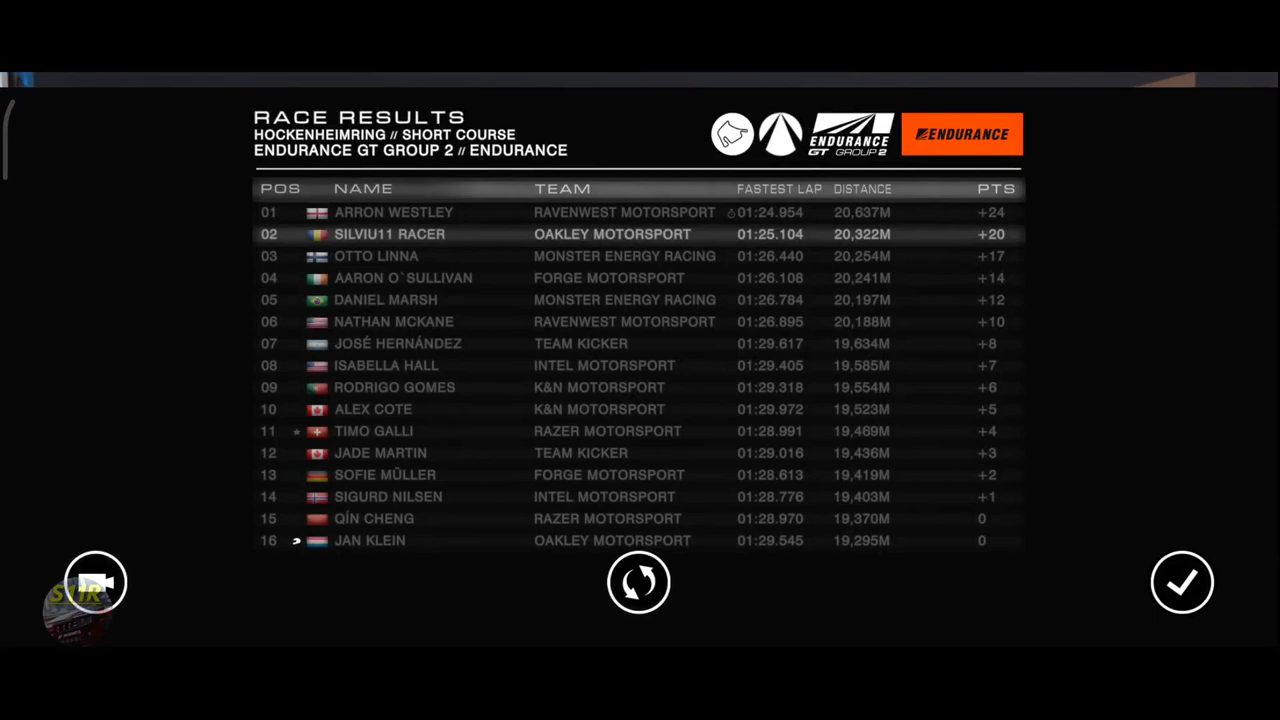 RACE RESULTS
HOCKENHEIMRING // SHORT COURSE
ENDURANCE GT GROUP 2 // ENDURANCE
ENDURANCE
GT GROUP 2
ENDURANCE
POS NAME TEAM FASTEST LAP DISTANCE PTS
01 ARRON WESTLEY RAVENWEST MOTORSPORT 01:24.954 20,637M +24
02 SILVIU11 RACER OAKLEY MOTORSPORT 01:25.104 20,322M +20
03 OTTO LINNA MONSTER ENERGY RACING 01:26.440 20,254M +17
04 AARON O`SULLIVAN FORGE MOTORSPORT 01:26.108 20,241M +14
05 DANIEL MARSH MONSTER ENERGY RACING 01:26.784 20,197M +12
06 NATHAN MCKANE RAVENWEST MOTORSPORT 01:26.895 20,188M +10
07 JOSÉ HERNÁNDEZ TEAM KICKER 01:29.617 19,634M +8
08 ISABELLA HALL INTEL MOTORSPORT 01:29.405 19,585M +7
09 RODRIGO GOMES K&N MOTORSPORT 01:29.318 19,554M +6
10 ALEX COTE K&N MOTORSPORT 01:29.972 19,523M +5
11 TIMO GALLI RAZER MOTORSPORT 01:28.991 19,469M +4
12 JADE MARTIN TEAM KICKER 01:29.016 19,436M +3
13 SOFIE MÜLLER FORGE MOTORSPORT 01:28.613 19,419M +2
14 SIGURD NILSEN INTEL MOTORSPORT 01:28.776 19,403M +1
15 QÍN CHENG RAZER MOTORSPORT 01:28.970 19,370M 0
16 JAN KLEIN OAKLEY MOTORSPORT 01:29.545 19,295M 0
S11R